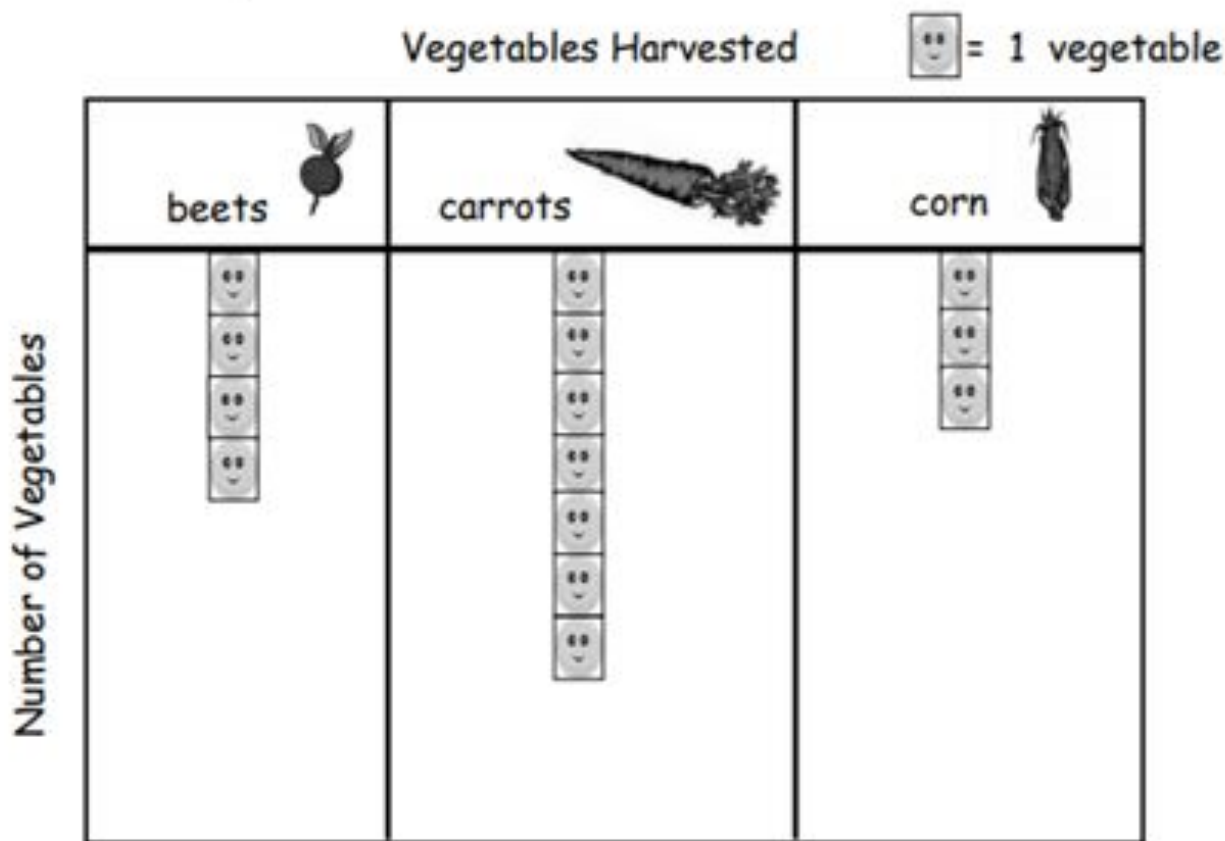 Vegetables Harvested = 1 vegetable
beets carrots corn
Number of Vegetables